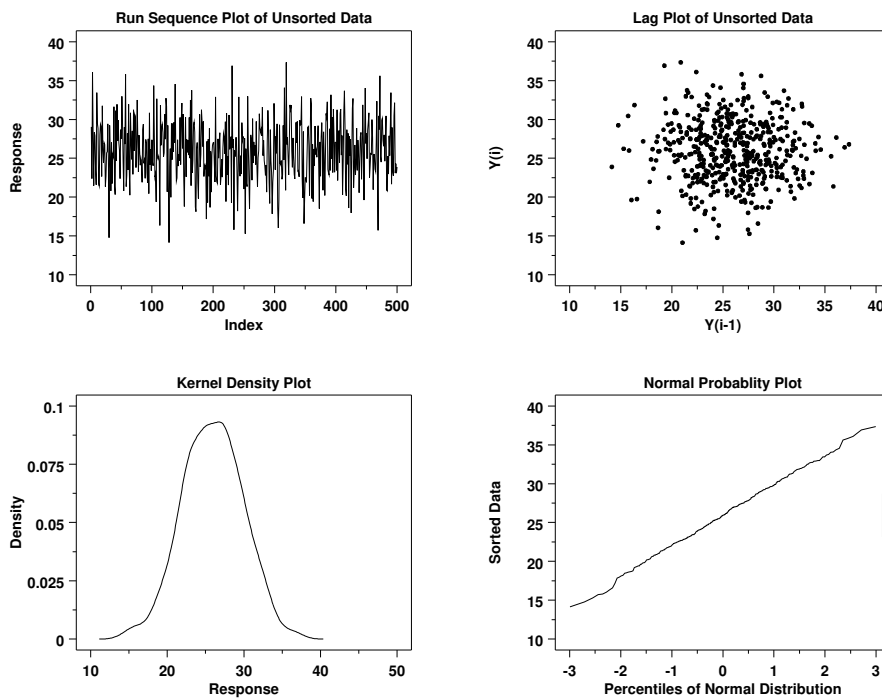 Run Sequence Plot of Unsorted Data
40
35
30
25
20
15
10
Response
0 100 200 300 400 500
Index
Lag Plot of Unsorted Data
40
35
30
25
20
15
10
Y(i)
10 15 20 25 30 35 40
Y(i-1)
Kernel Density Plot
0.1
0.075
0.05
0.025
0
Density
10 20 30 40 50
Response
Normal Probablity Plot
40
35
30
25
20
15
10
Sorted Data
-3 -2 -1 0 1 2 3
Percentiles of Normal Distribution